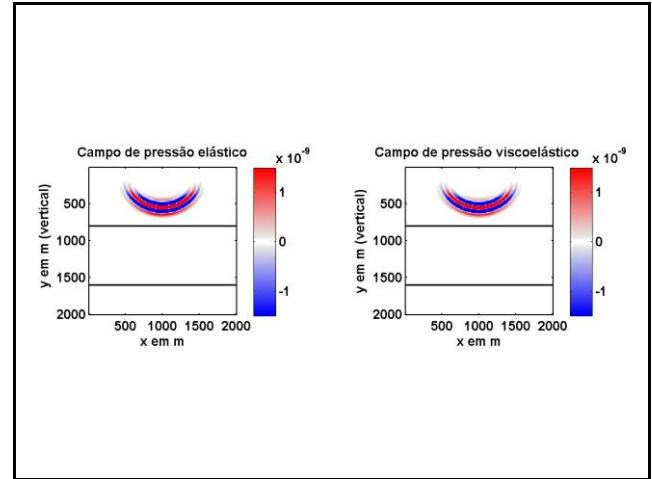 Campo de pressão elástico
x 10^-9
500
1000
1500
2000
y em m (vertical)
500 1000 1500 2000
x em m
1
0
-1
Campo de pressão viscoelástico
x 10^-9
500
1000
1500
2000
y em m (vertical)
500 1000 1500 2000
x em m
1
0
-1